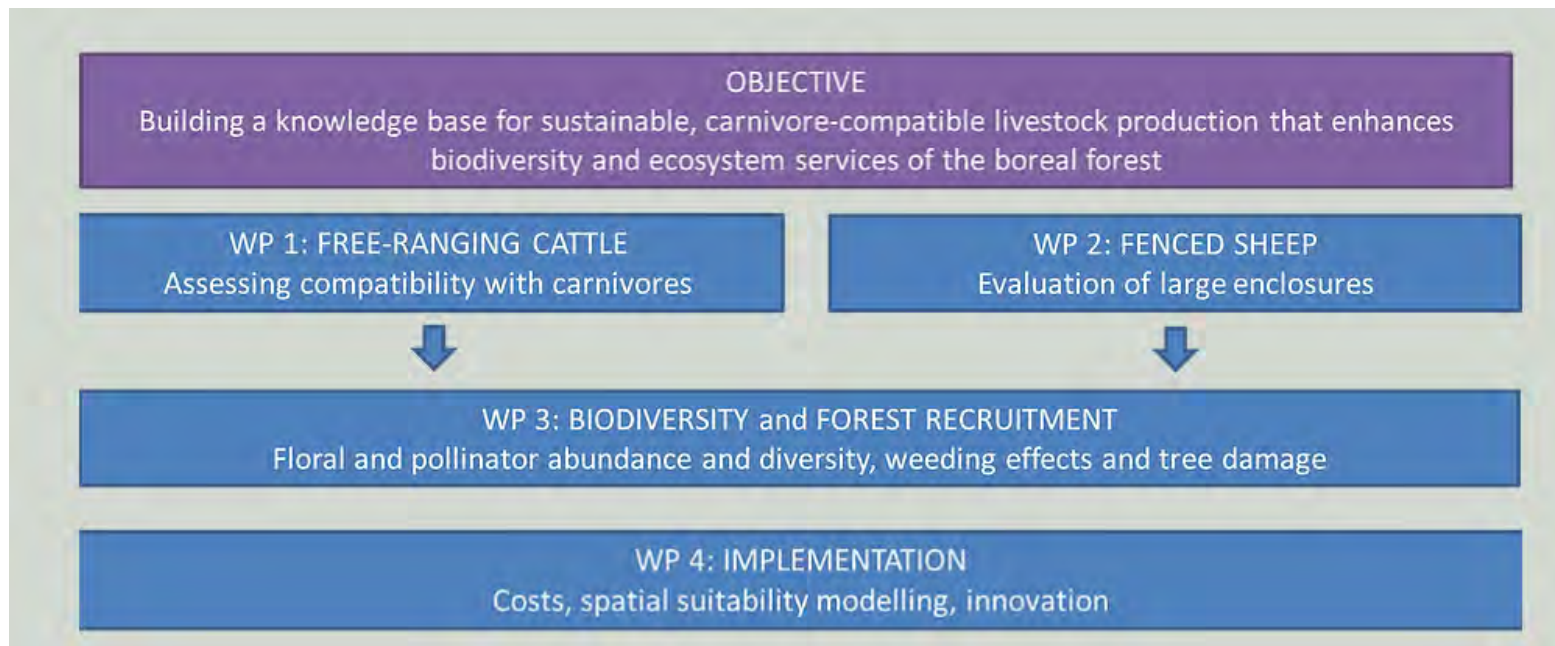 OBJECTIVE
Building a knowledge base for sustainable, carnivore-compatible livestock production that enhances
biodiversity and ecosystem services of the boreal forest
WP 1: FREE-RANGING CATTLE
Assessing compatibility with carnivores
WP 2: FENCED SHEEP
Evaluation of large enclosures
WP 3: BIODIVERSITY and FOREST RECRUITMENT
Floral and pollinator abundance and diversity, weeding effects and tree damage
WP 4: IMPLEMENTATION
Costs, spatial suitability modelling, innovation